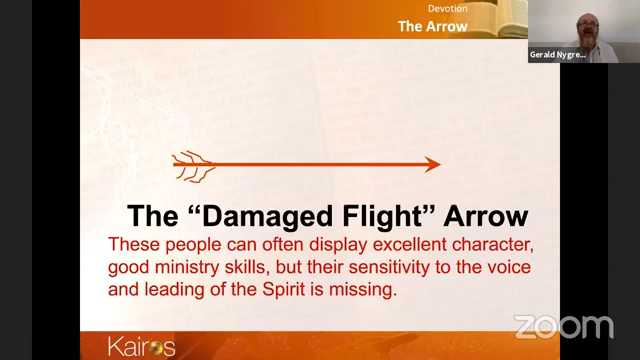 Devotion
The Arrow
Gerald Nygre...
The “Damaged Flight” Arrow
These people can often display excellent character,
good ministry skills, but their sensitivity to the voice
and leading of the Spirit is missing.
Kairos
zoom